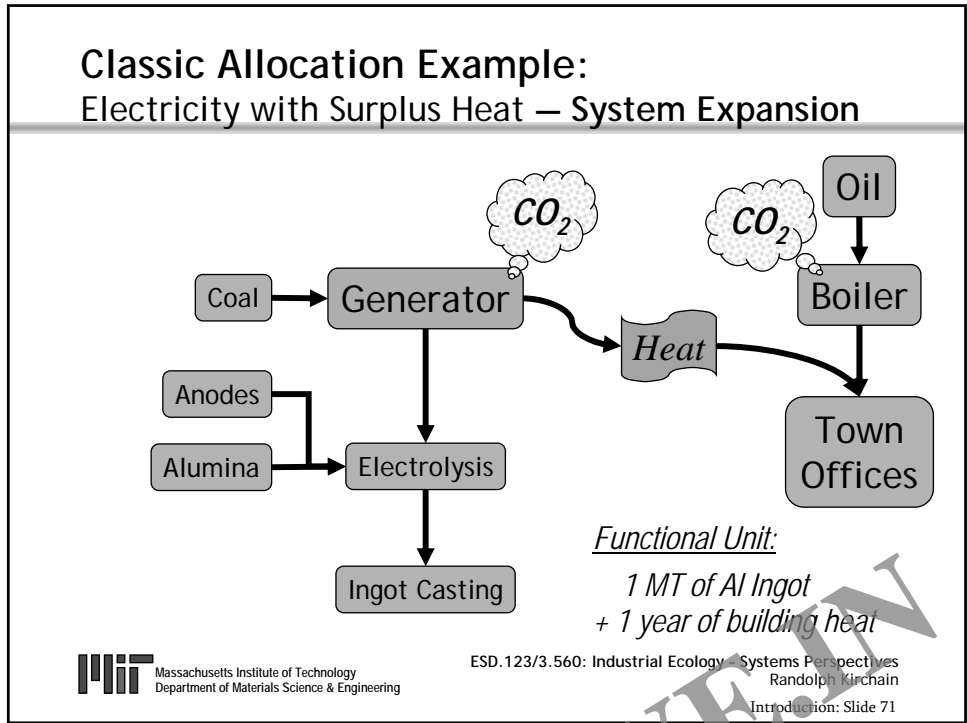 Classic Allocation Example:
Electricity with Surplus Heat — System Expansion
CO2
CO2
Oil
Coal
Generator
Boiler
Heat
Anodes
Town
Offices
Alumina
Electrolysis
Functional Unit:
1 MT of Al Ingot
+ 1 year of building heat
Ingot Casting
Massachusetts Institute of Technology
Department of Materials Science & Engineering
ESD.123/3.560: Industrial Ecology - Systems Perspectives
Randolph Kirchain
Introduction: Slide 71